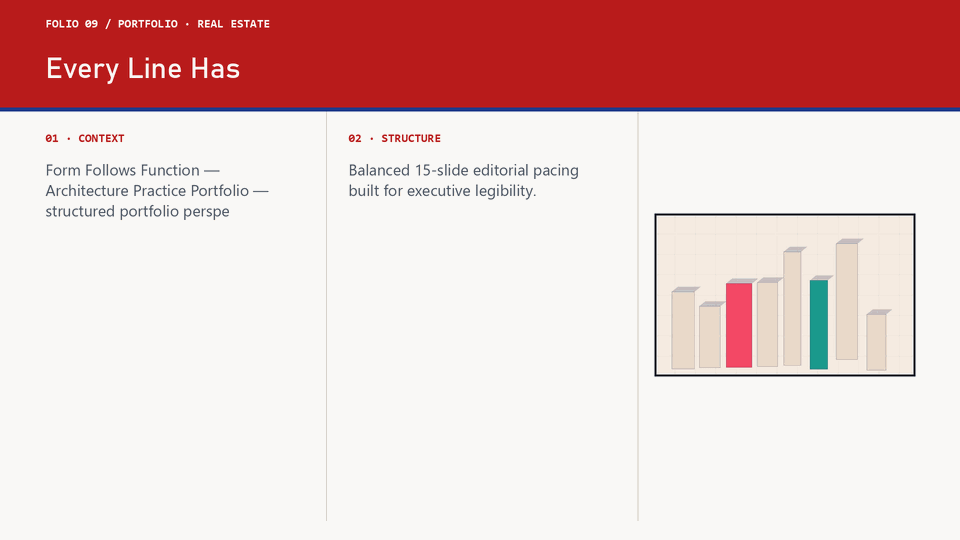 FOLIO 09 / PORTFOLIO · REAL ESTATE
Every Line Has
01 · CONTEXT
Form Follows Function —
Architecture Practice Portfolio —
structured portfolio perspe
02 · STRUCTURE
Balanced 15-slide editorial pacing
built for executive legibility.